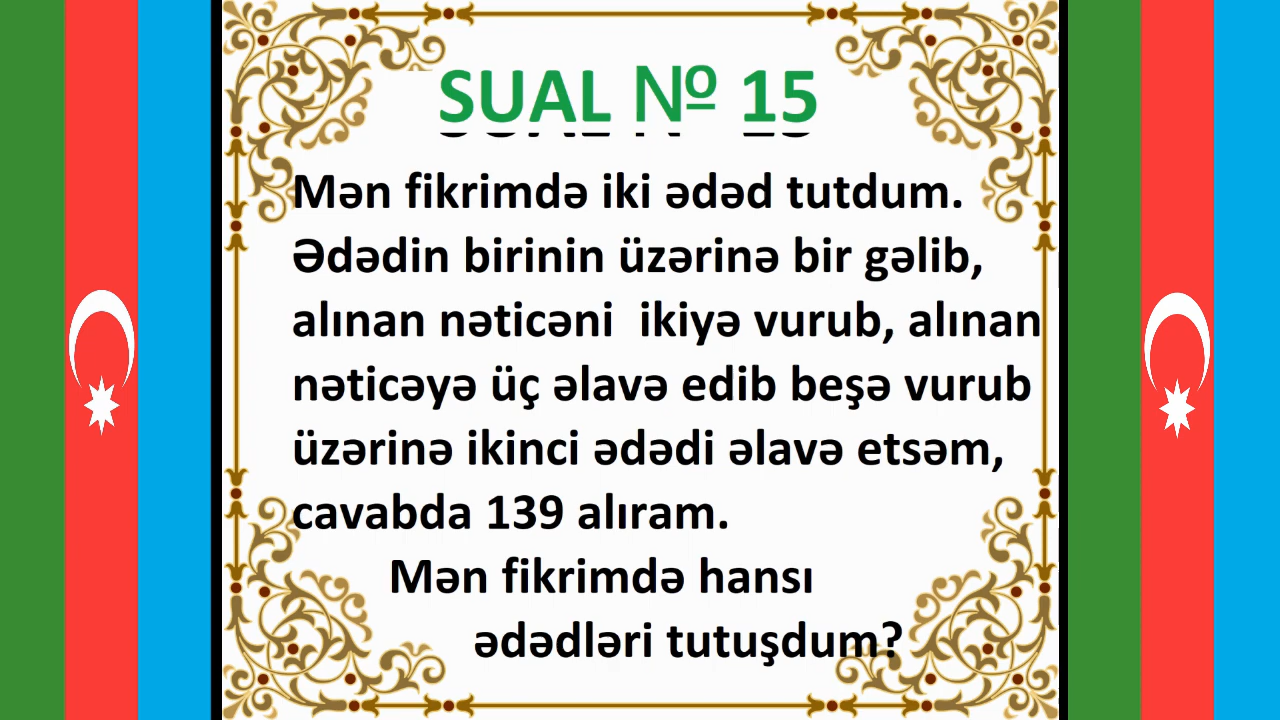 SUAL № 15
Mən fikrimdə iki ədəd tutdum.
Ədədin birinin üzərinə bir gəlib,
alınan nəticəni ikiyə vurub, alınan
nəticəyə üç əlavə edib beşə vurub
üzərinə ikinci ədədi əlavə etsəm,
cavabda 139 alıram.
Mən fikrimdə hansı
ədədləri tutuşdum?